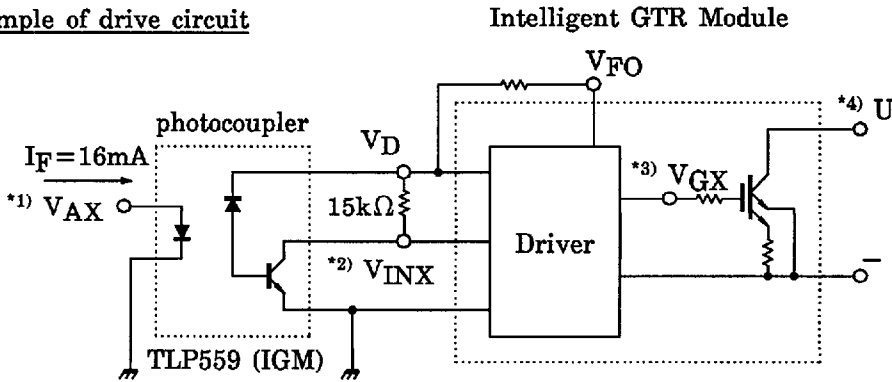 mple of drive circuit
Intelligent GTR Module
VFO
*4) U
photocoupler
VD
IF=16mA
*3) VGX
*1) VAX
15kΩ
Driver
*2) VINX
−
TLP559 (IGM)